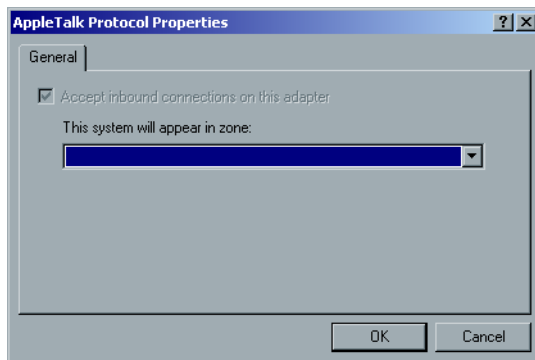 AppleTalk Protocol Properties
General
Accept inbound connections on this adapter
This system will appear in zone:
OK
Cancel